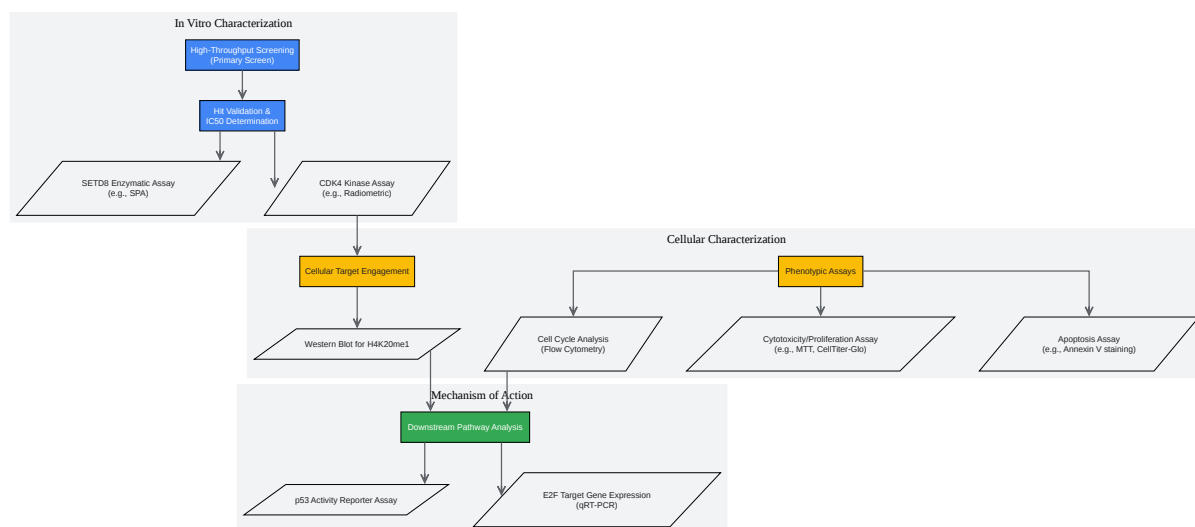 In Vitro Characterization
High-Throughput Screening
(Primary Screen)
Hit Validation &
IC50 Determination
SETD8 Enzymatic Assay
(e.g., SPA)
CDK4 Kinase Assay
(e.g., Radiometric)
Cellular Characterization
Cellular Target Engagement
Phenotypic Assays
Western Blot for H4K20me1
Cell Cycle Analysis
(Flow Cytometry)
Cytotoxicity/Proliferation Assay
(e.g., MTT, CellTiter-Glo)
Apoptosis Assay
(e.g., Annexin V staining)
Mechanism of Action
Downstream Pathway Analysis
p53 Activity Reporter Assay
E2F Target Gene Expression
(qRT-PCR)